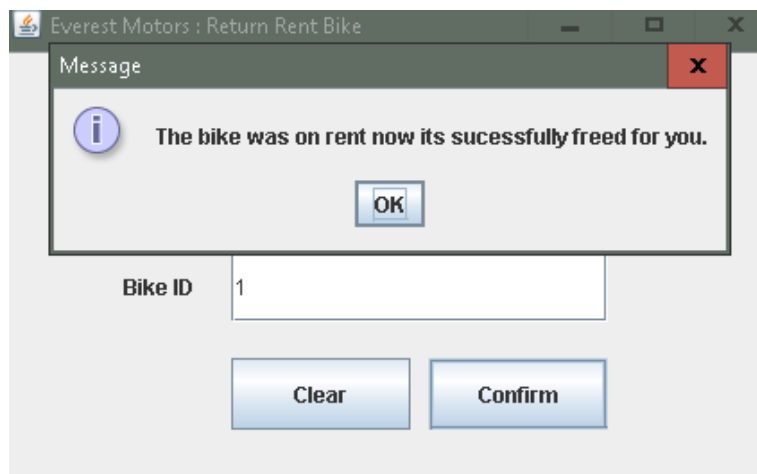 Everest Motors : Return Rent Bike
Message
The bike was on rent now its sucessfully freed for you.
OK
Bike ID 1
Clear Confirm